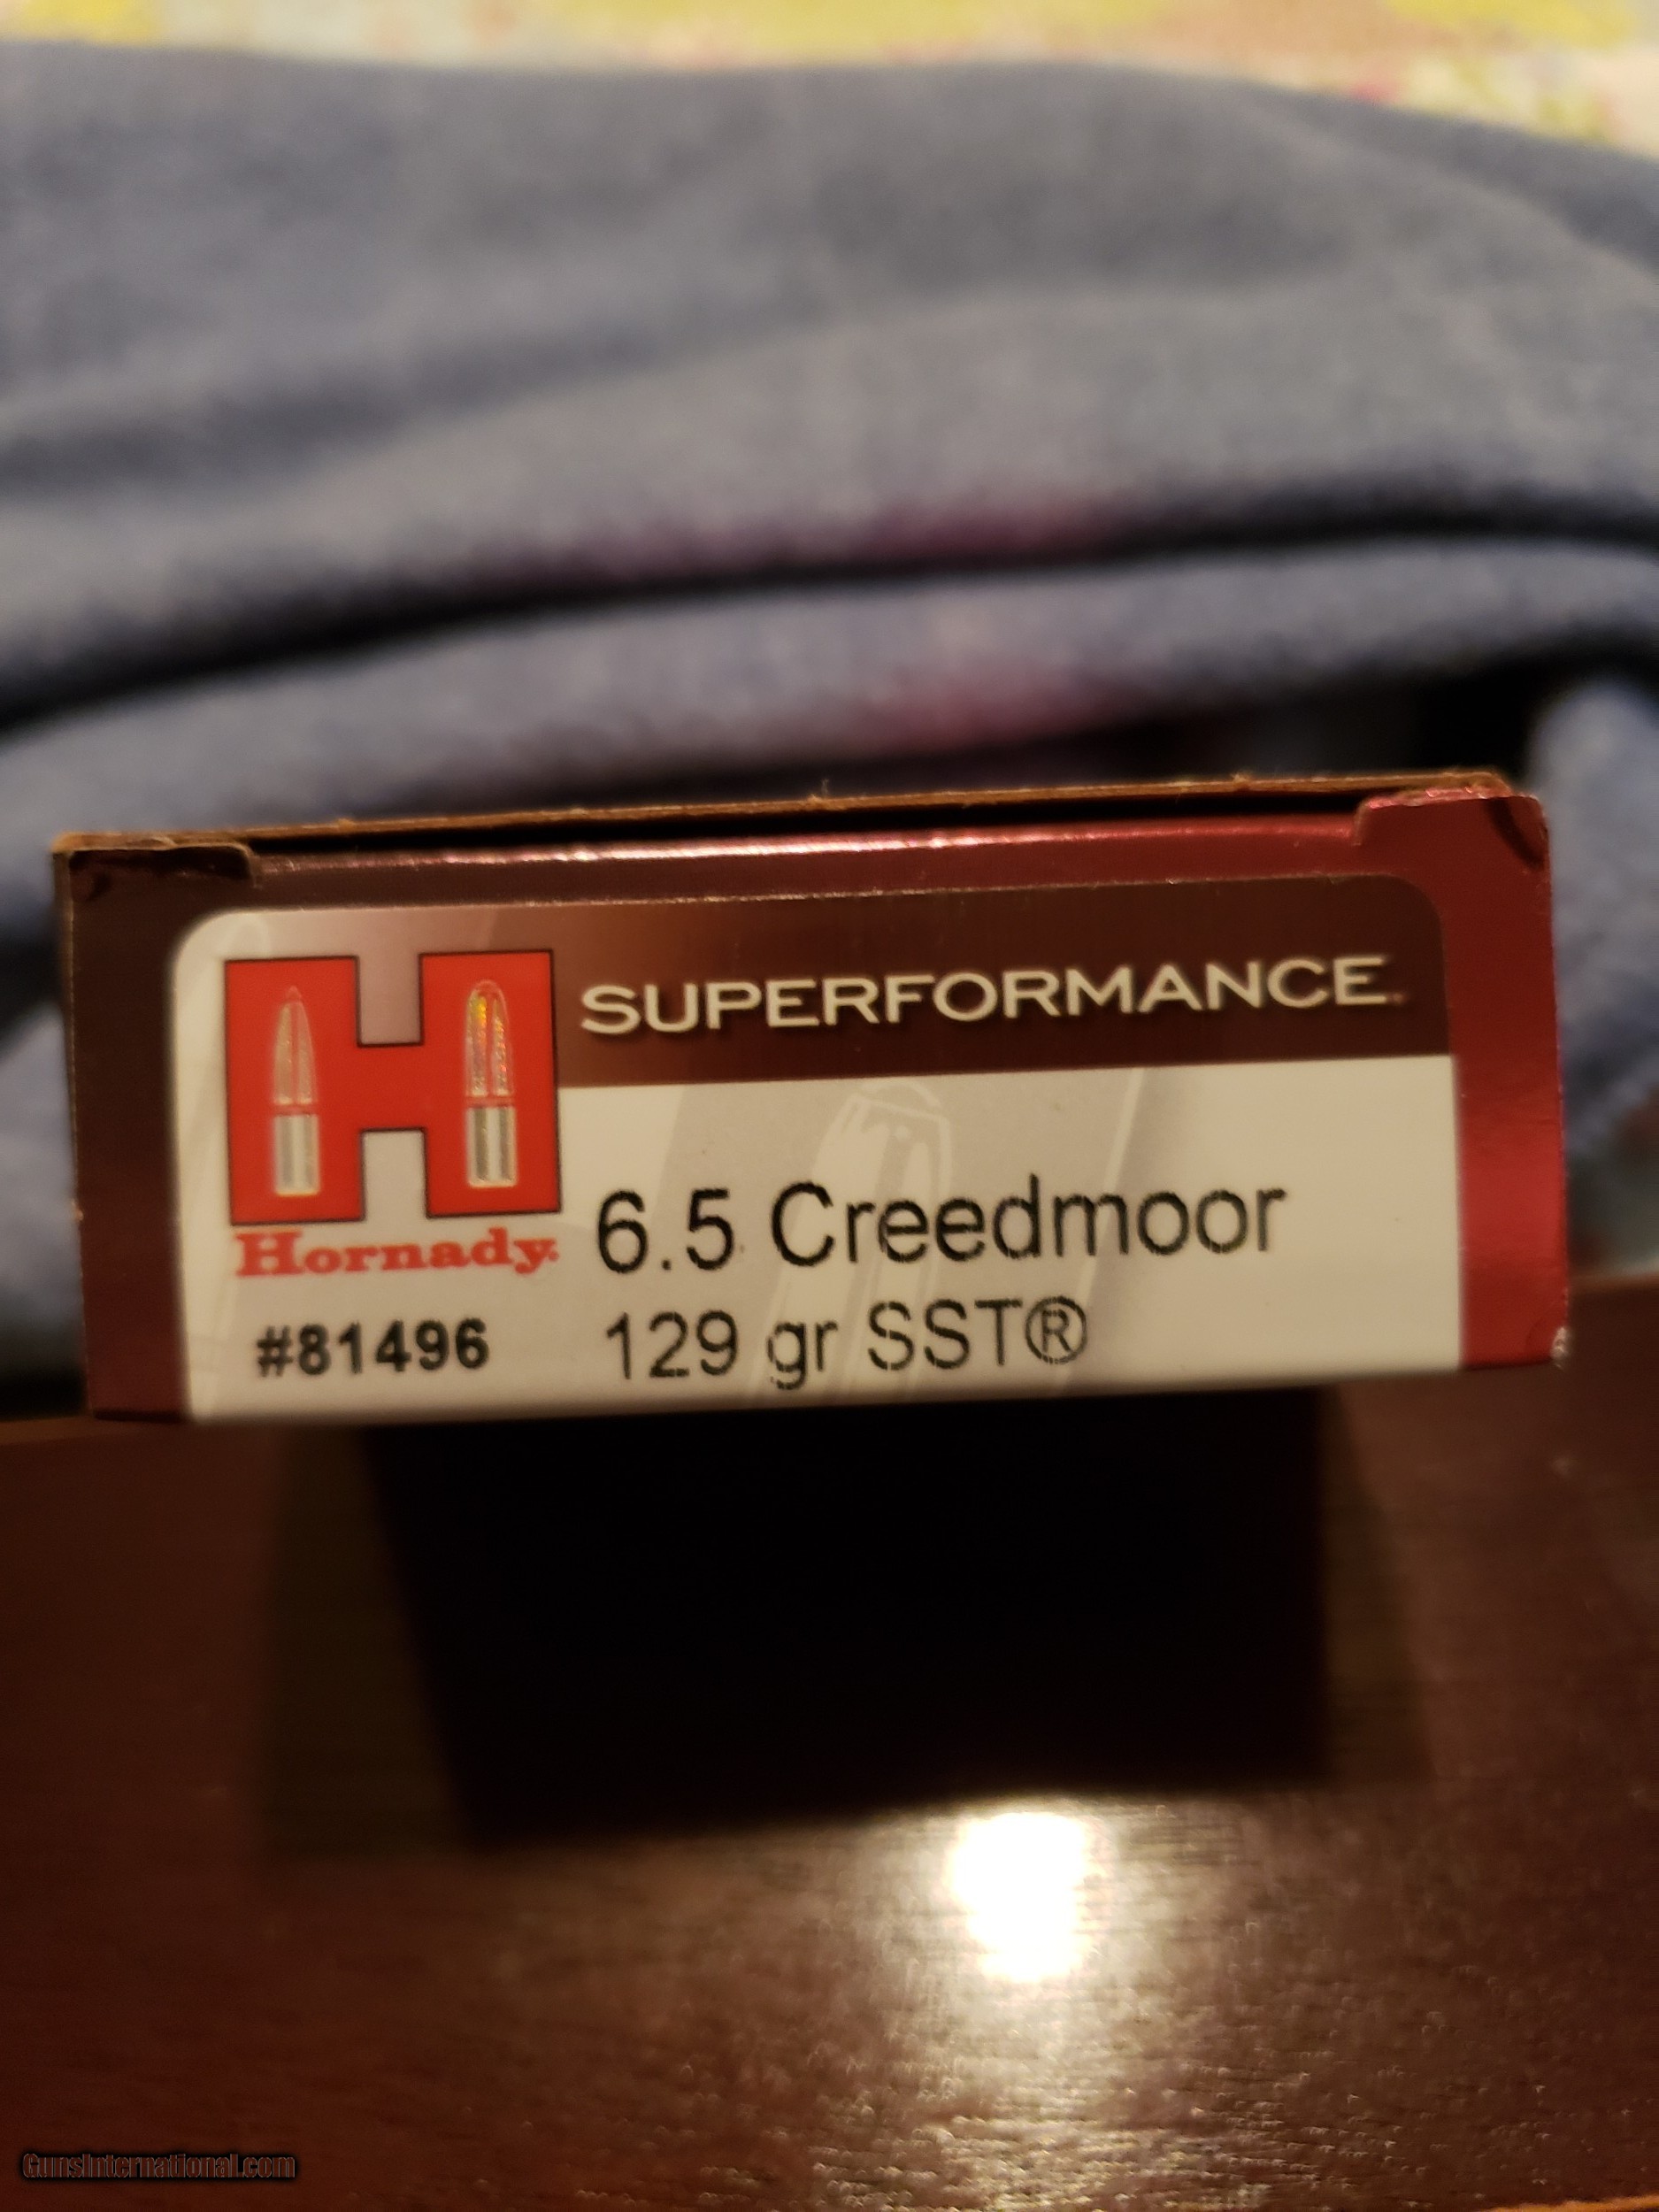 SUPERFORMANCE
H
Hornady
6.5 Creedmoor
#81496
129 gr SST®
GunsInternational.com